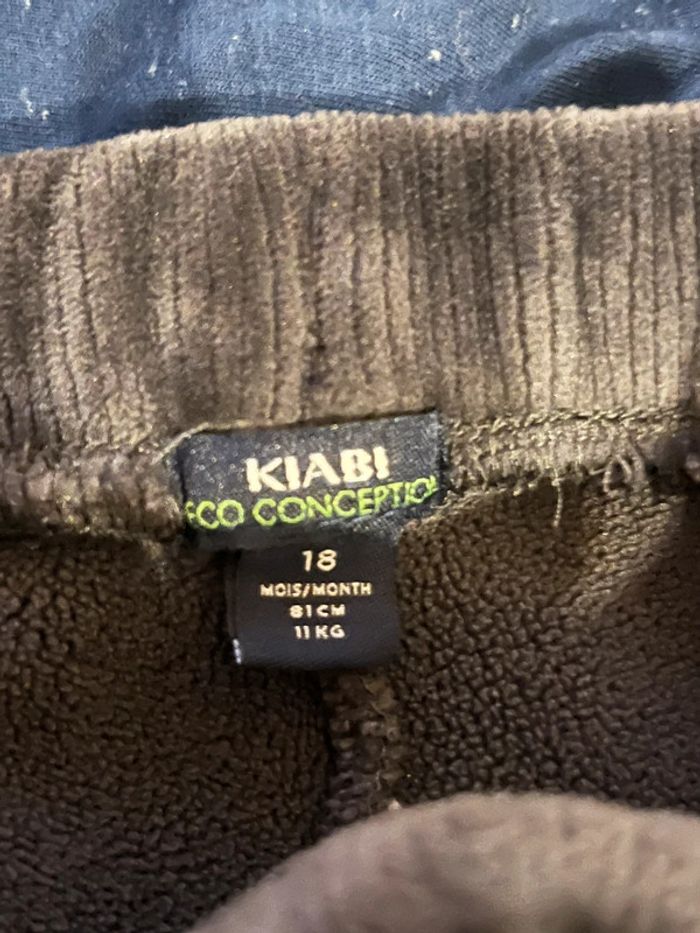 KIABI
ECO CONCEPTION
18
MOIS/MONTH
81CM
11KG